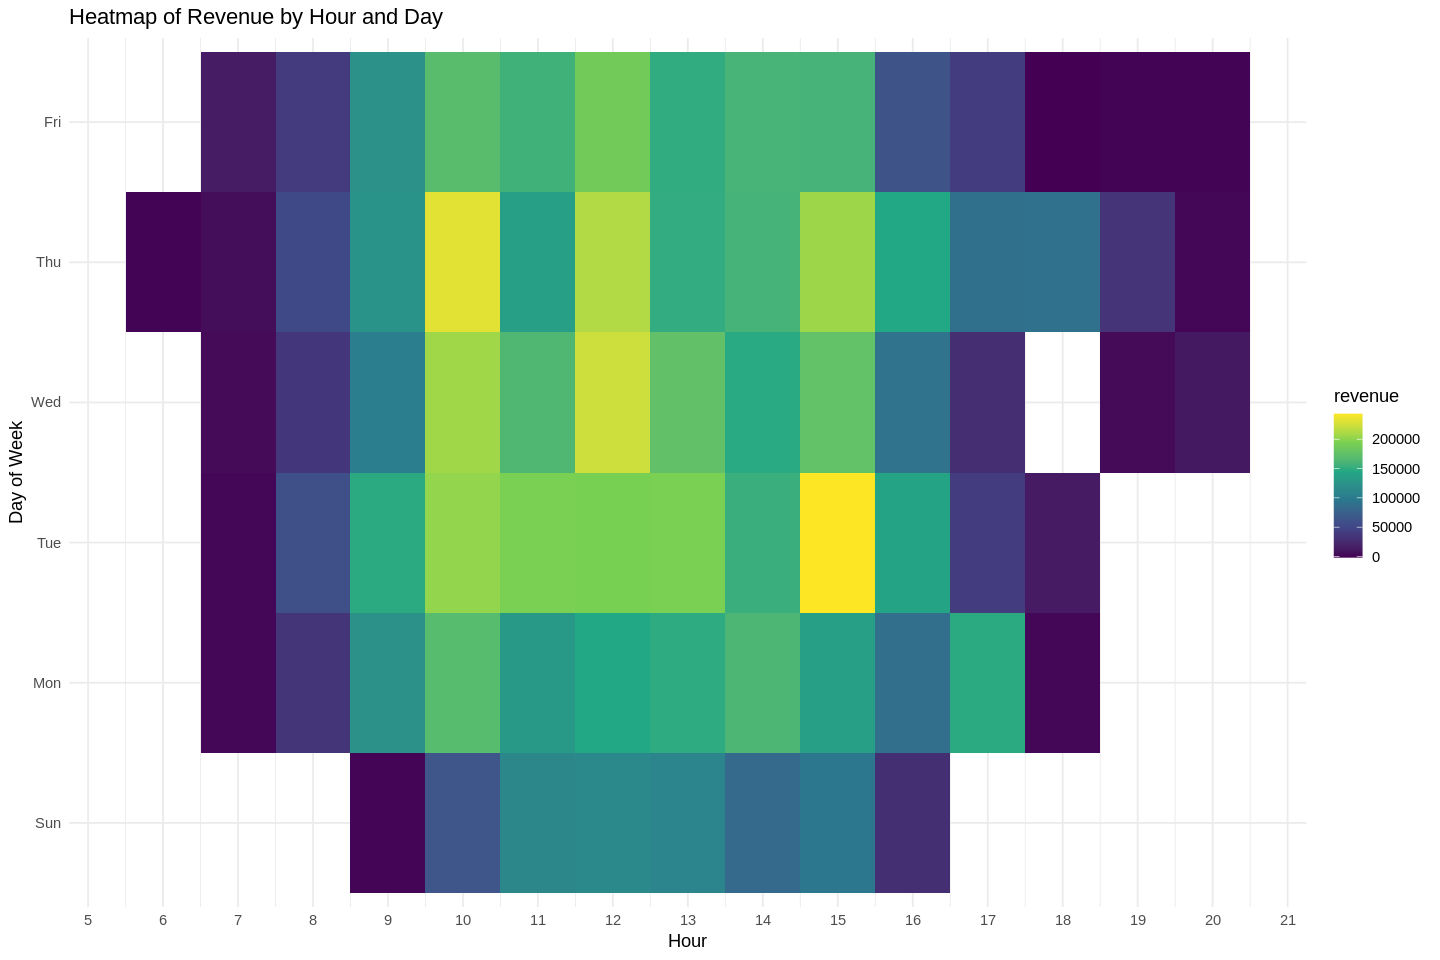 Heatmap of Revenue by Hour and Day
Fri
Thu
Wed
Tue
Mon
Sun
Day of Week
5 6 7 8 9 10 11 12 13 14 15 16 17 18 19 20 21
Hour
revenue
200000
150000
100000
50000
0